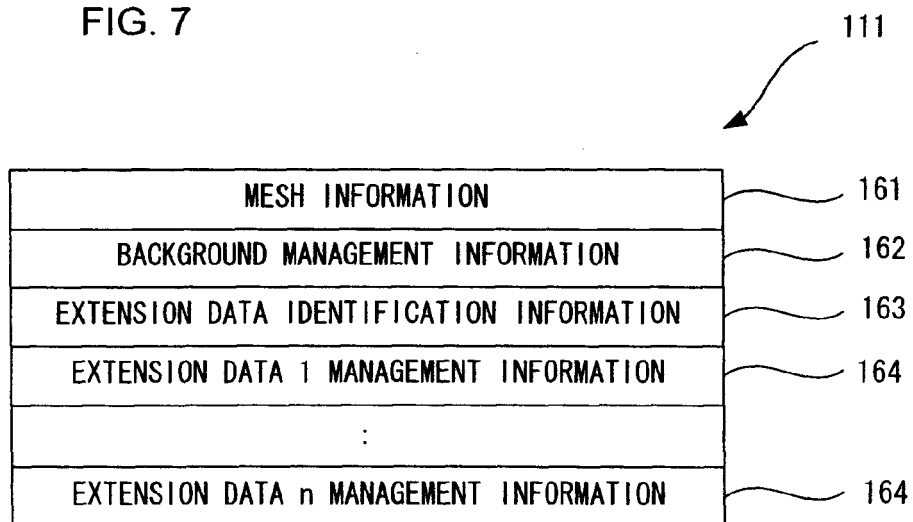 FIG. 7
111
MESH INFORMATION 161
BACKGROUND MANAGEMENT INFORMATION 162
EXTENSION DATA IDENTIFICATION INFORMATION 163
EXTENSION DATA 1 MANAGEMENT INFORMATION 164
:
EXTENSION DATA n MANAGEMENT INFORMATION 164